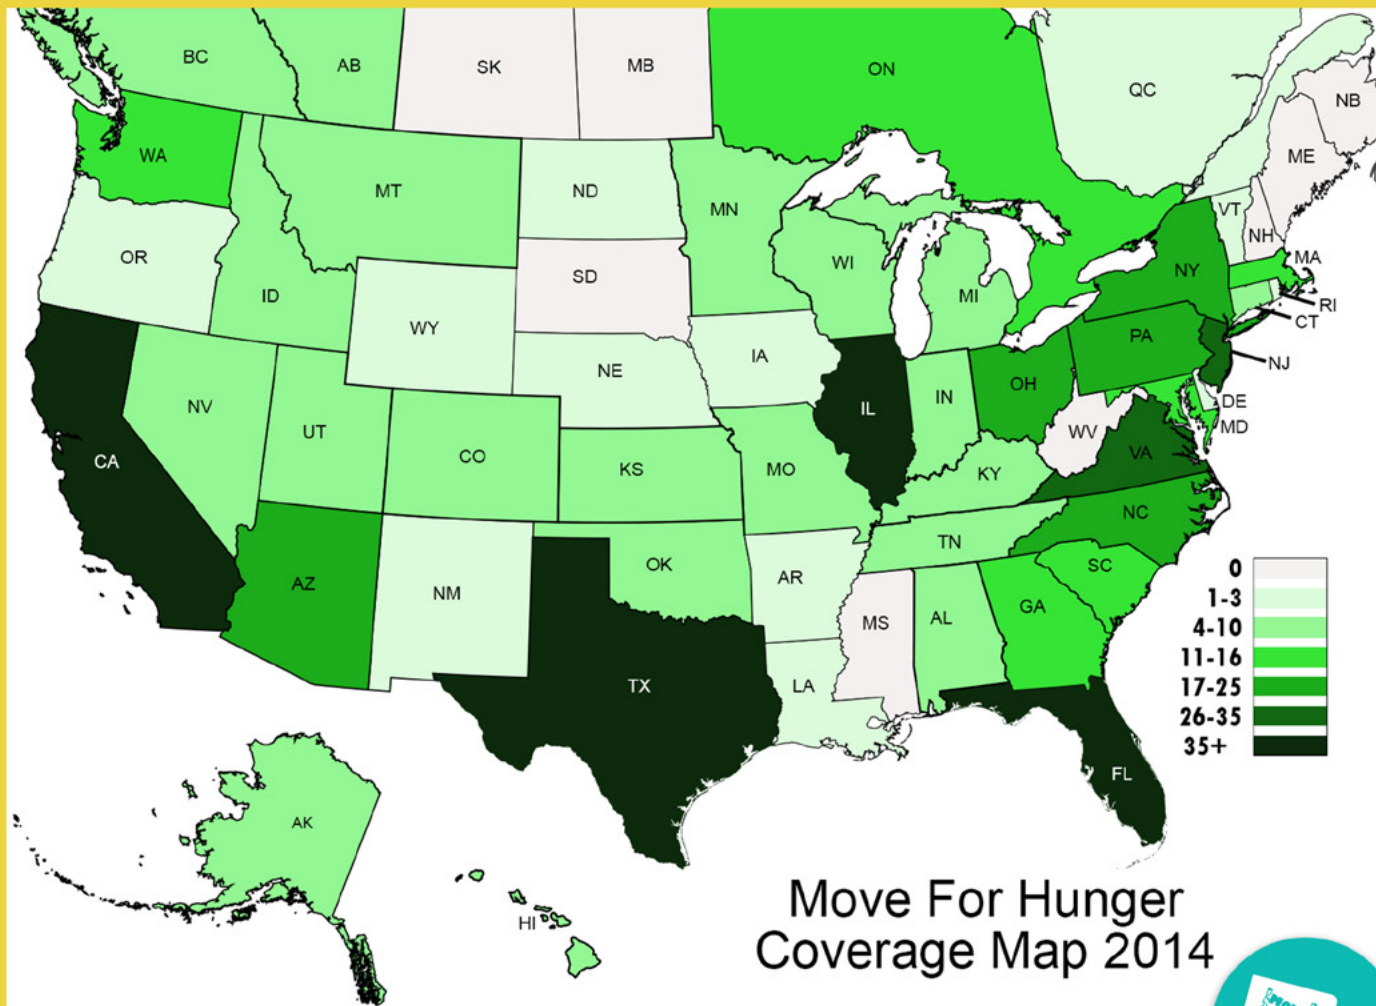 BC
AB
SK
MB
ON
QC
NB
ME
WA
MT
ND
MN
VT
NH
MA
OR
ID
SD
WI
MI
NY
RI
CT
WY
IA
PA
NJ
NE
OH
NV
UT
IL
IN
DE
MD
CA
CO
KS
MO
WV
VA
KY
NC
TN
AZ
NM
OK
AR
SC
MS
AL
GA
TX
LA
FL
AK
HI
0
1-3
4-10
11-16
17-25
26-35
35+
Move For Hunger
Coverage Map 2014